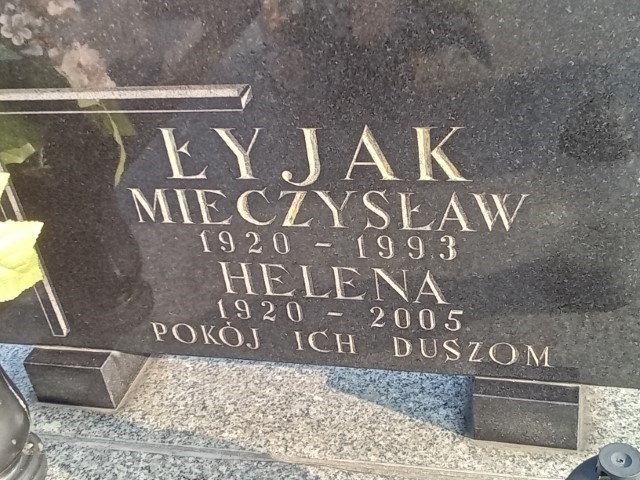 ŁYJAK
MIECZYSŁAW
1920 - 1993
HELENA
1920 - 2005
POKÓJ ICH DUSZOM